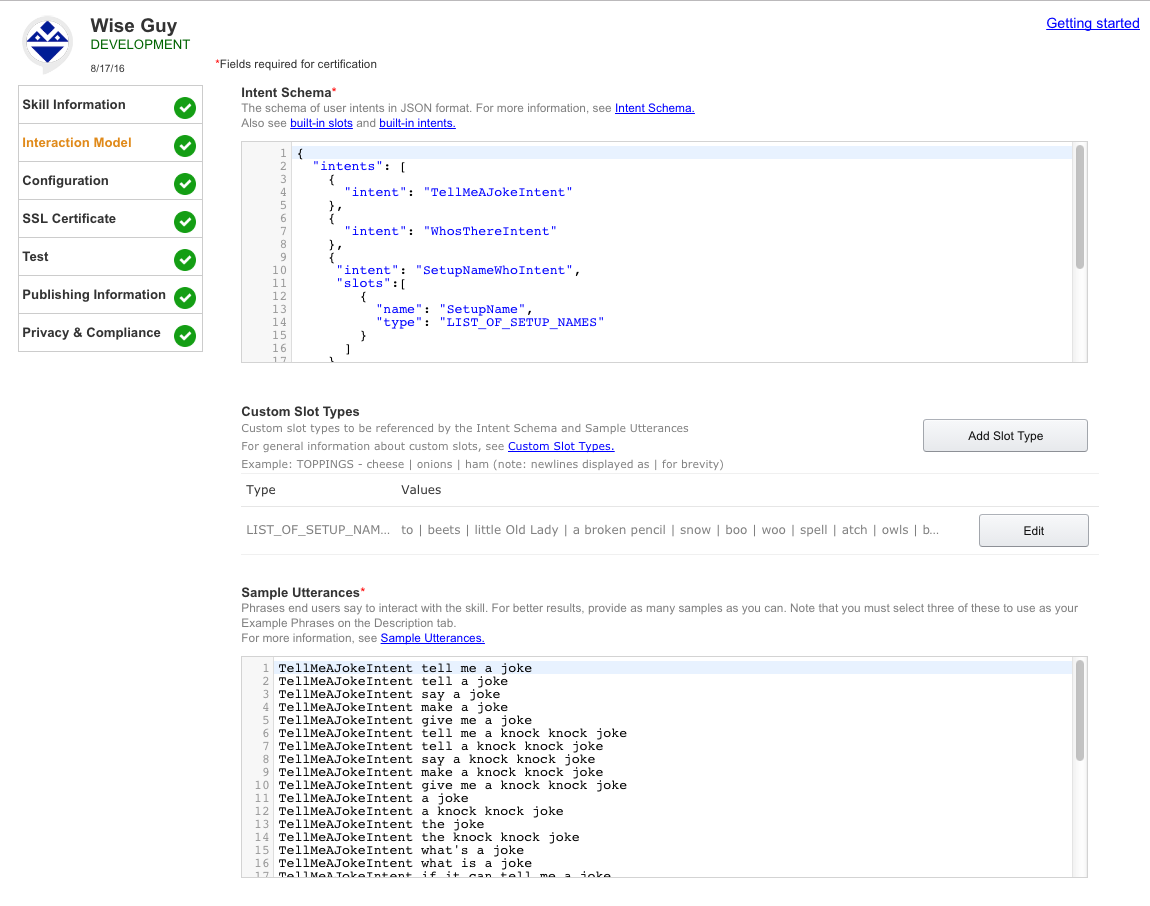 Wise Guy
DEVELOPMENT
8/17/16
Getting started
*Fields required for certification
Skill Information
Interaction Model
Configuration
SSL Certificate
Test
Publishing Information
Privacy & Compliance
Intent Schema*
The schema of user intents in JSON format. For more information, see Intent Schema.
Also see built-in slots and built-in intents.
1 {
2   "intents": [
3     {
4       "intent": "TellMeAJokeIntent"
5     },
6     {
7       "intent": "WhosThereIntent"
8     },
9     {
10      "intent": "SetupNameWhoIntent",
11      "slots":[
12         {
13           "name": "SetupName",
14           "type": "LIST_OF_SETUP_NAMES"
15         }
16       ]
17     }
Custom Slot Types
Custom slot types to be referenced by the Intent Schema and Sample Utterances
For general information about custom slots, see Custom Slot Types.
Example: TOPPINGS - cheese | onions | ham (note: newlines displayed as | for brevity)
Add Slot Type
Type Values
LIST_OF_SETUP_NAM... to | beets | little Old Lady | a broken pencil | snow | boo | woo | spell | atch | owls | b...
Edit
Sample Utterances*
Phrases end users say to interact with the skill. For better results, provide as many samples as you can. Note that you must select three of these to use as your
Example Phrases on the Description tab.
For more information, see Sample Utterances.
1 TellMeAJokeIntent tell me a joke
2 TellMeAJokeIntent tell a joke
3 TellMeAJokeIntent say a joke
4 TellMeAJokeIntent make a joke
5 TellMeAJokeIntent give me a joke
6 TellMeAJokeIntent tell me a knock knock joke
7 TellMeAJokeIntent tell a knock knock joke
8 TellMeAJokeIntent say a knock knock joke
9 TellMeAJokeIntent make a knock knock joke
10 TellMeAJokeIntent give me a knock knock joke
11 TellMeAJokeIntent a joke
12 TellMeAJokeIntent a knock knock joke
13 TellMeAJokeIntent the joke
14 TellMeAJokeIntent the knock knock joke
15 TellMeAJokeIntent what's a joke
16 TellMeAJokeIntent what is a joke
17 TellMeAJokeIntent if it can tell me a joke